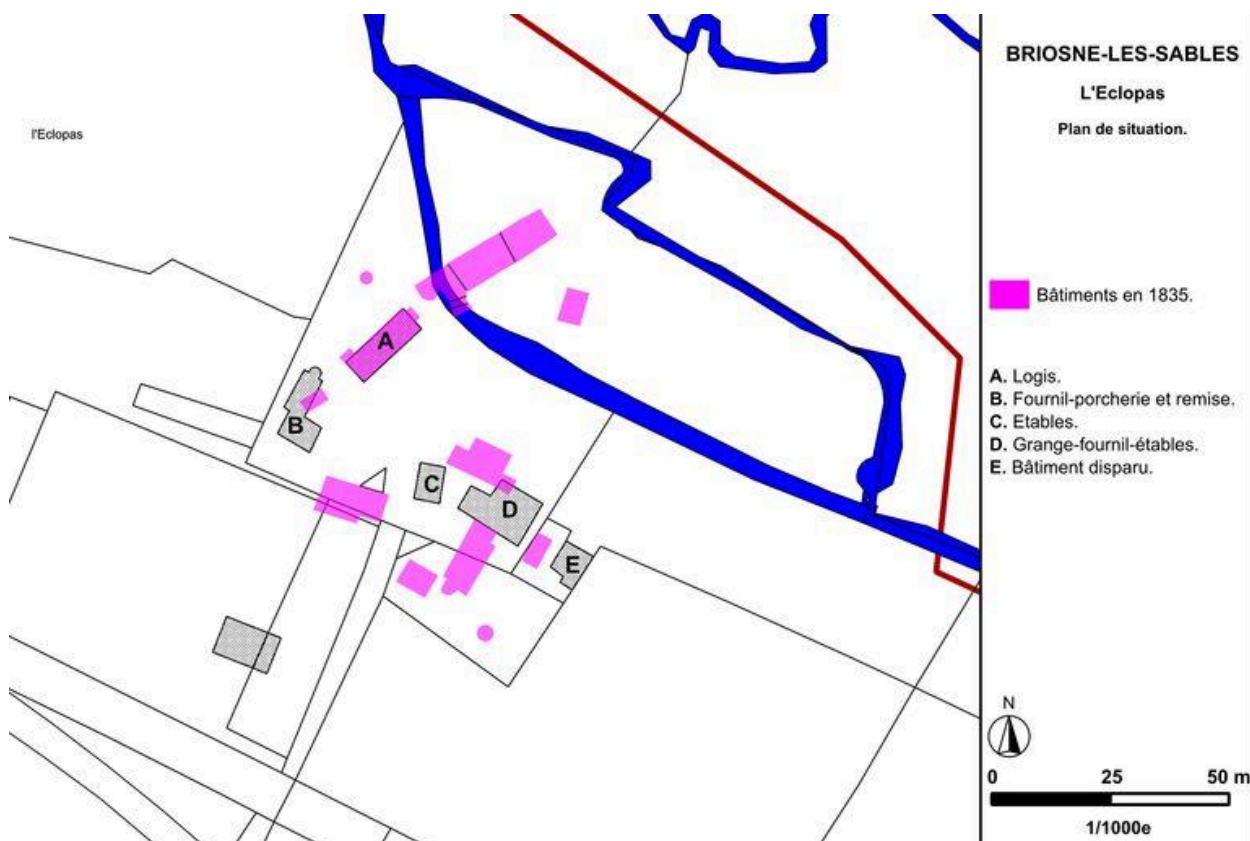 BRIOSNE-LES-SABLES
L'Eclopas
Plan de situation.
l'Eclopas
Bâtiments en 1835.
A. Logis.
B. Fournil-porcherie et remise.
C. Etables.
D. Grange-fournil-étables.
E. Bâtiment disparu.
A
B
C
D
E
N
0 25 50 m
1/1000e